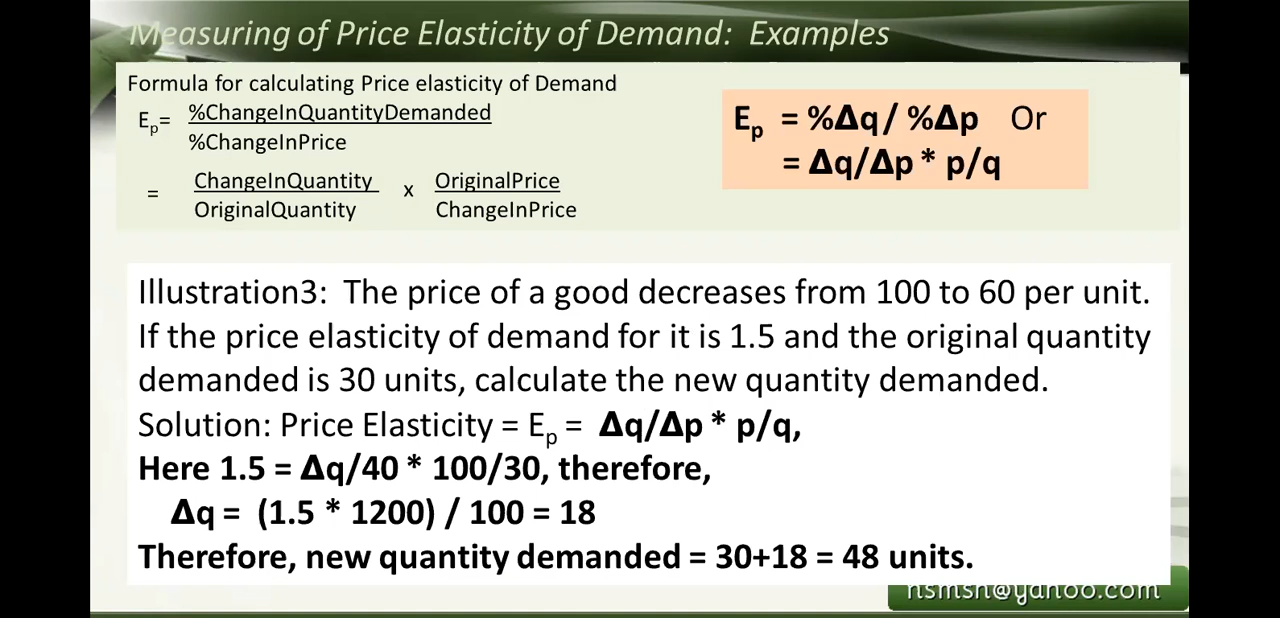 Measuring of Price Elasticity of Demand: Examples
Formula for calculating Price elasticity of Demand
Ep= %ChangeInQuantityDemanded
%ChangeInPrice
= ChangeInQuantity x OriginalPrice
OriginalQuantity ChangeInPrice
Ep = %Δq/ %Δp Or
= Δq/Δp * p/q
Illustration3: The price of a good decreases from 100 to 60 per unit.
If the price elasticity of demand for it is 1.5 and the original quantity
demanded is 30 units, calculate the new quantity demanded.
Solution: Price Elasticity = Ep = Δq/Δp * p/q,
Here 1.5 = Δq/40 * 100/30, therefore,
Δq = (1.5 * 1200) / 100 = 18
Therefore, new quantity demanded = 30+18 = 48 units.
nsmsh@yahoo.com